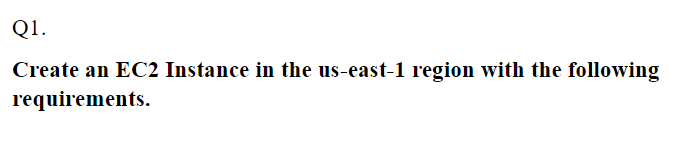 Q1.
Create an EC2 Instance in the us-east-1 region with the following
requirements.